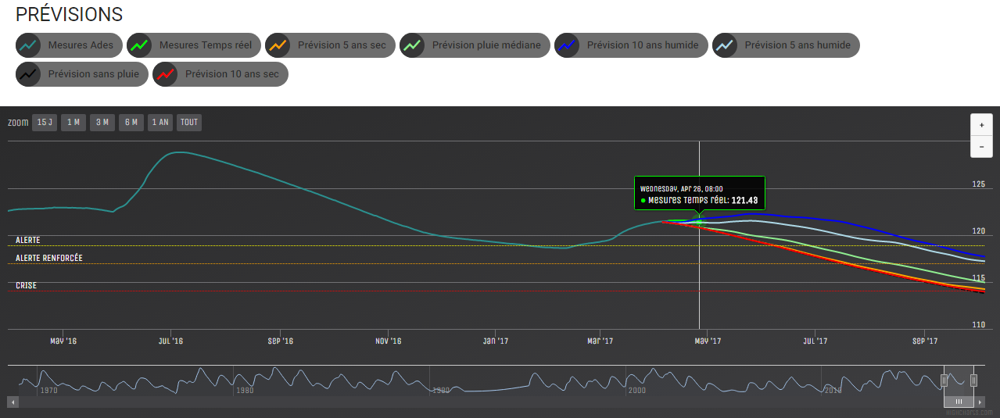 PRÉVISIONS
Mesures Ades
Mesures Temps réel
Prévision 5 ans sec
Prévision pluie médiane
Prévision 10 ans humide
Prévision 5 ans humide
Prévision sans pluie
Prévision 10 ans sec
Zoom 15 J 1 M 3 M 6 M 1 AN TOUT
+
−
Wednesday, Apr 26, 08:00
Mesures Temps réel: 121.43
125
120
115
110
ALERTE
ALERTE RENFORCÉE
CRISE
May '16 Jul '16 Sep '16 Nov '16 Jan '17 Mar '17 May '17 Jul '17 Sep '17
1970 1980 1990 2000 2010
Highcharts.com